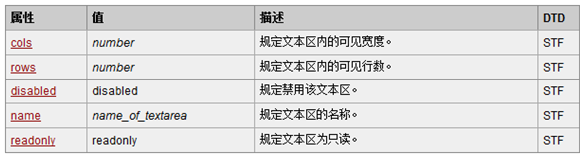 属性 值 描述 DTD
cols number 规定文本区内的可见宽度。 STF
rows number 规定文本区内的可见行数。 STF
disabled disabled 规定禁用该文本区。 STF
name name_of_textarea 规定文本区的名称。 STF
readonly readonly 规定文本区为只读。 STF